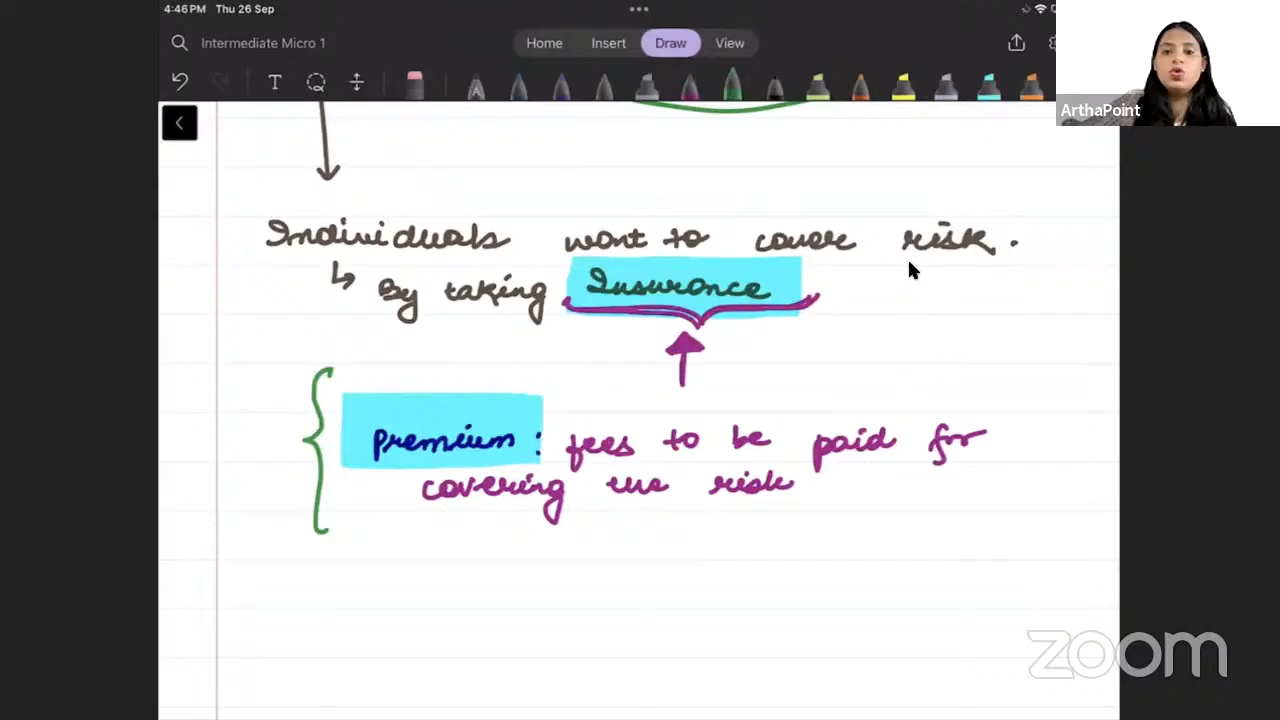 4:46 PM Thu 26 Sep
Intermediate Micro 1
Home Insert Draw View
ArthaPoint
Individuals want to cover risk.
By taking Insurance
Premium: fees to be paid for
covering the risk
zoom